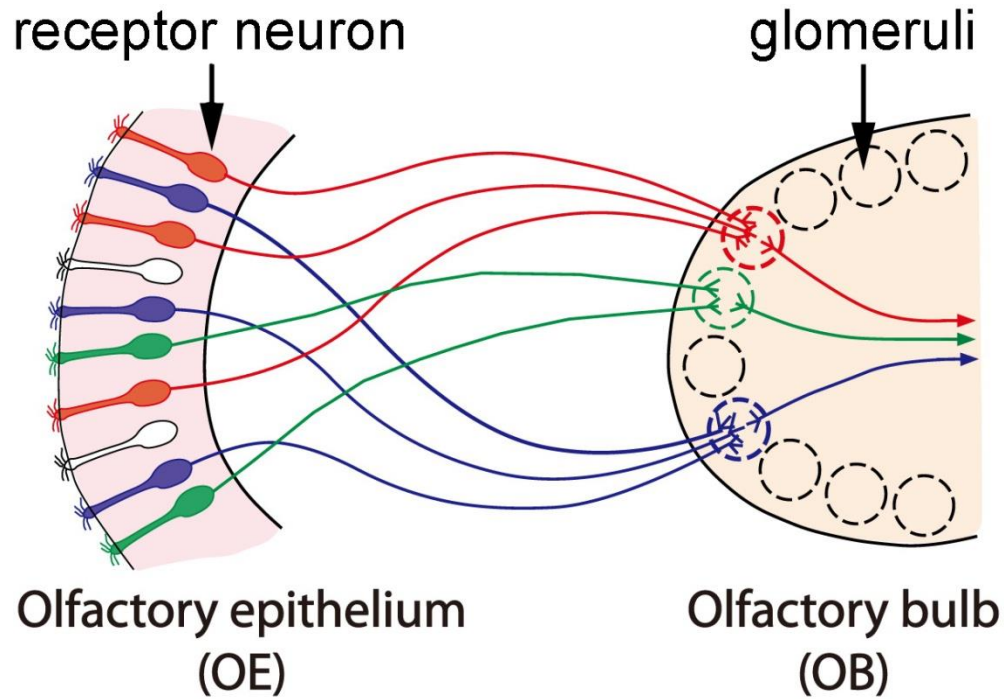 receptor neuron
glomeruli
Olfactory epithelium
(OE)
Olfactory bulb
(OB)